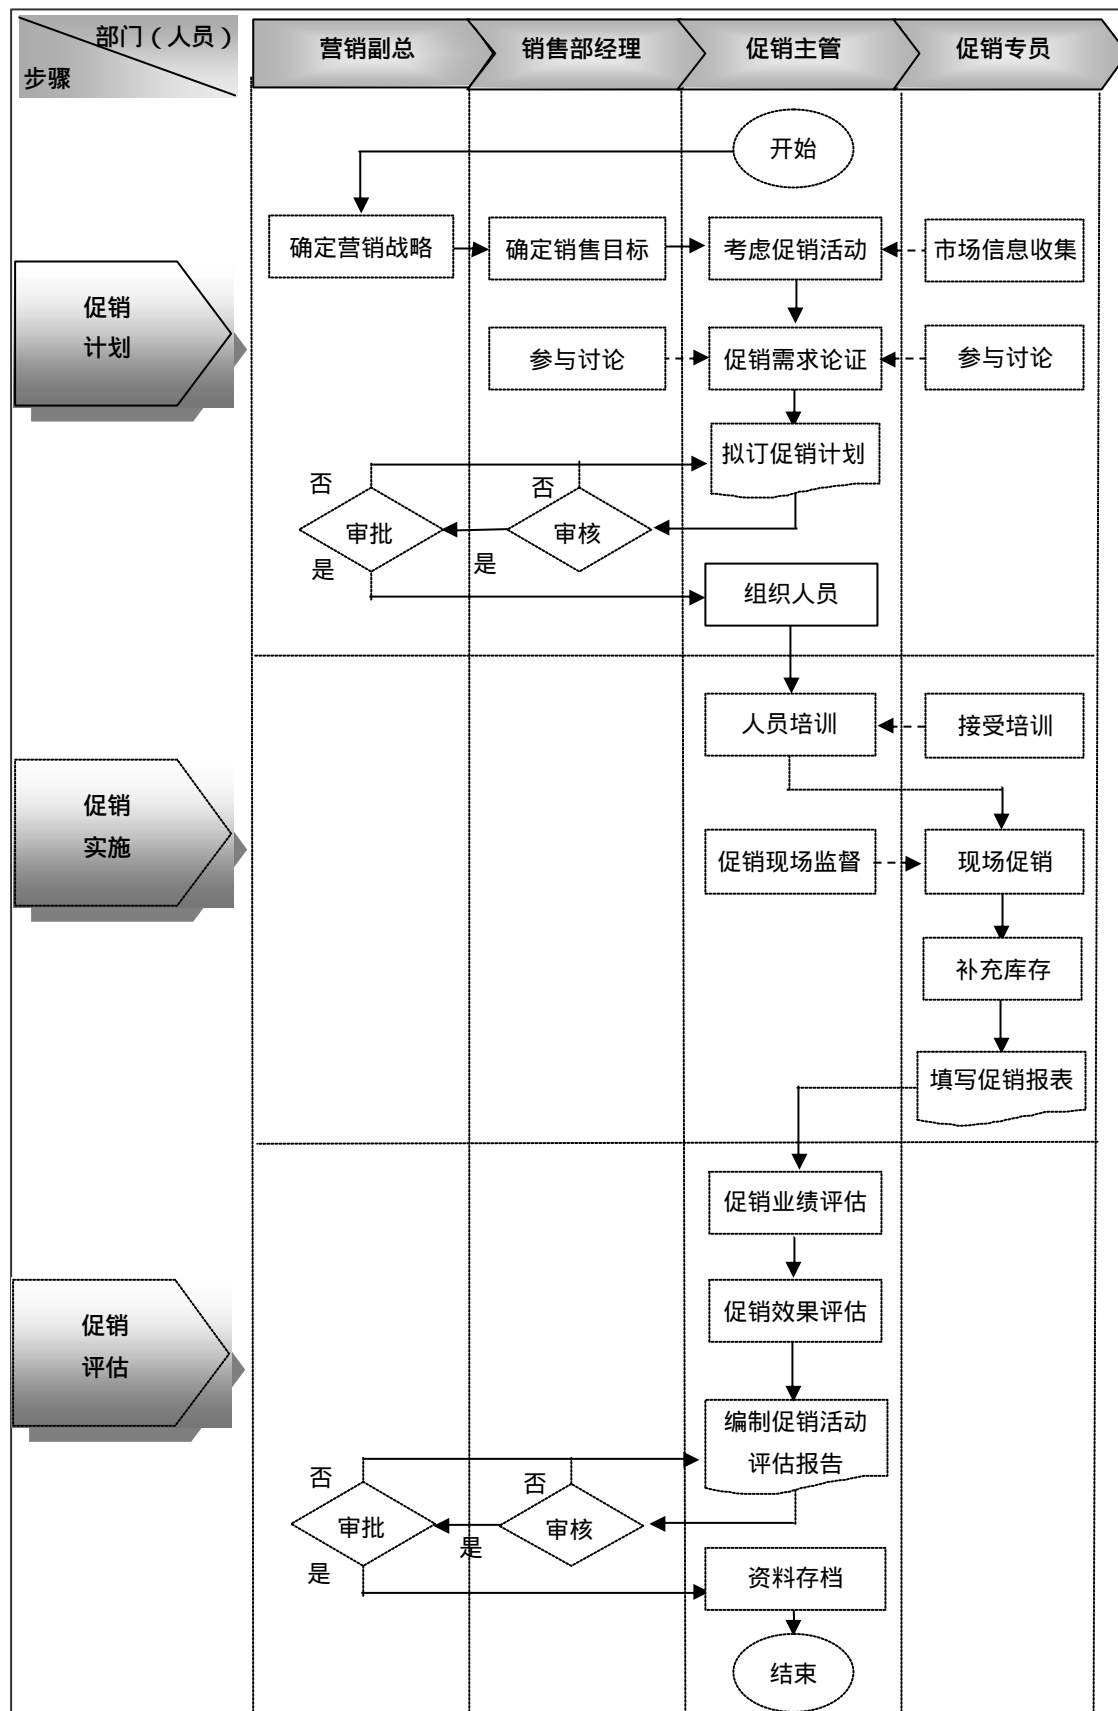 部门（人员）
步骤
营销副总
销售部经理
促销主管
促销专员
开始
确定营销战略
确定销售目标
考虑促销活动
市场信息收集
促销
计划
参与讨论
促销需求论证
参与讨论
拟订促销计划
否
否
审批
审核
是
是
组织人员
人员培训
接受培训
促销
实施
促销现场监督
现场促销
补充库存
填写促销报表
促销业绩评估
促销效果评估
促销
评估
编制促销活动
评估报告
否
否
审批
审核
是
是
资料存档
结束